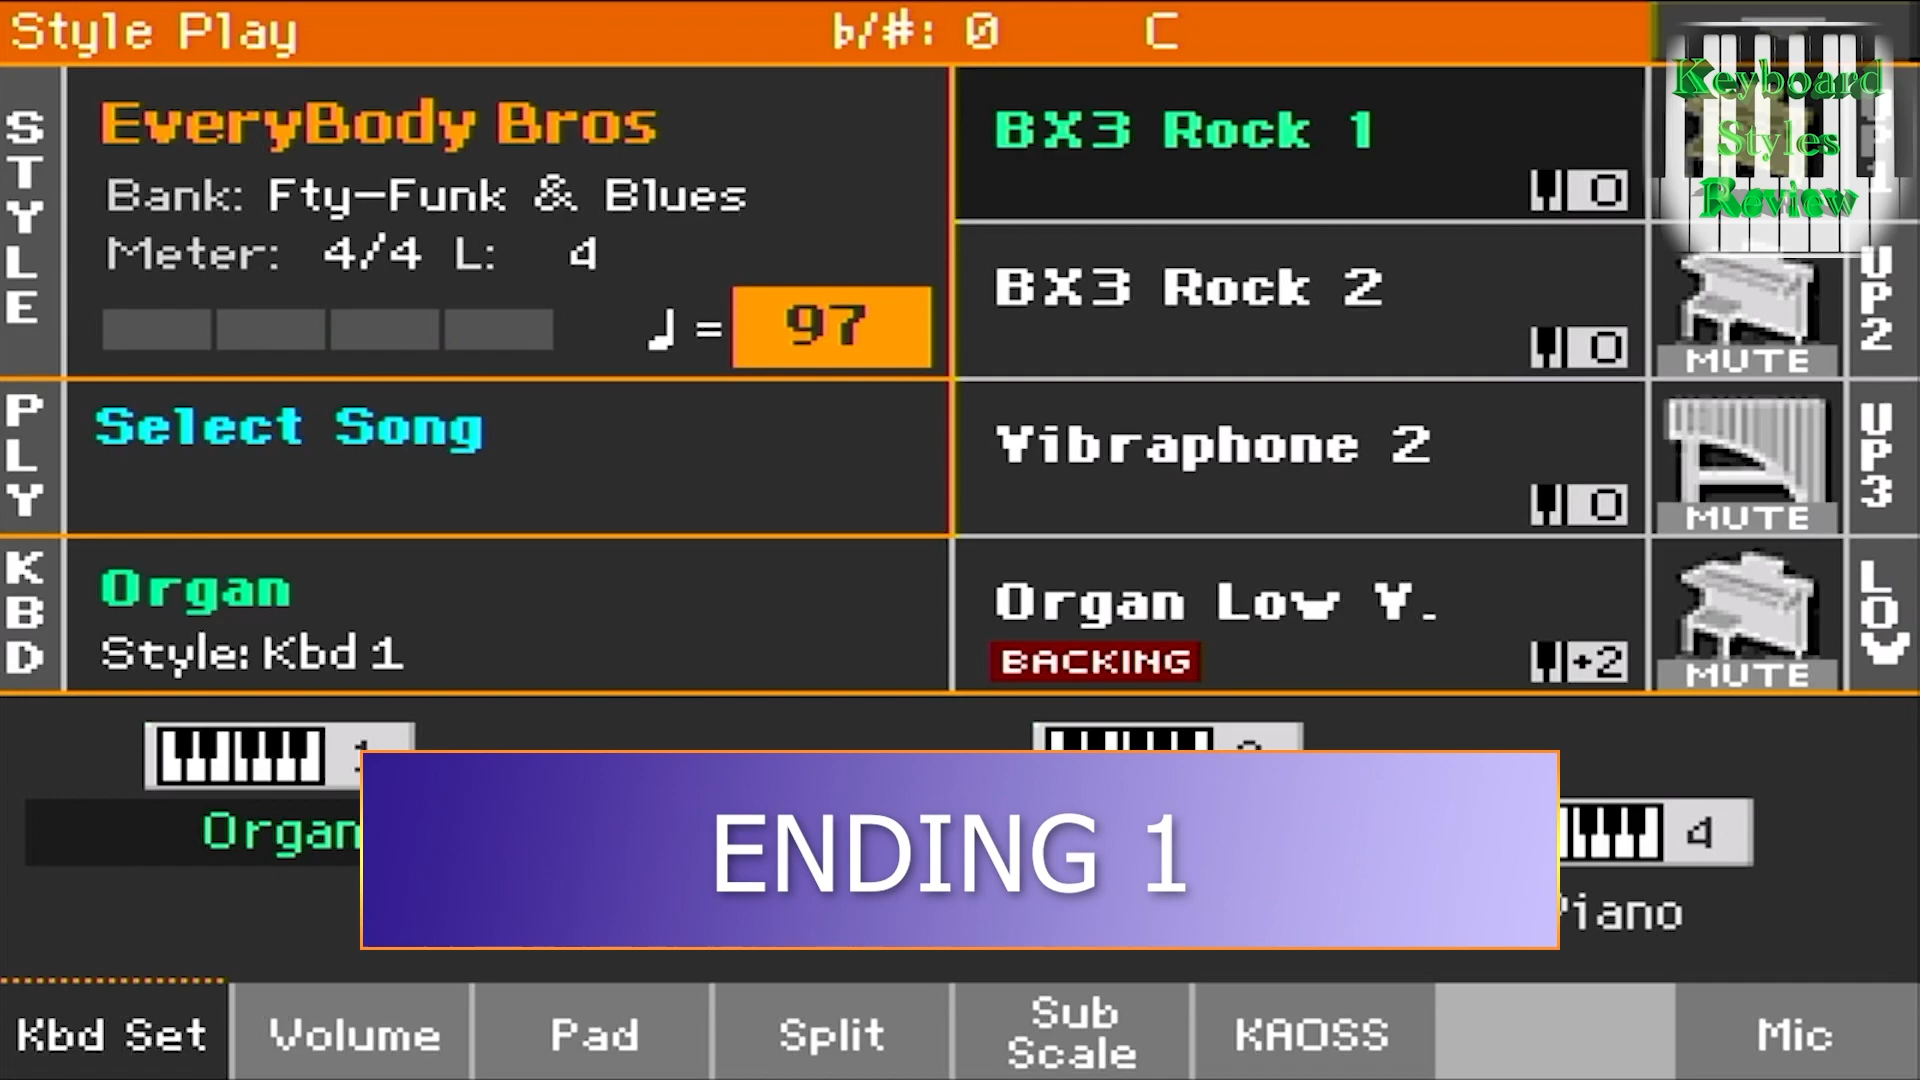 Style Play ♭/#: 0 C
Keyboard
Styles
Review
STYLE
EveryBody Bros
Bank: Fty-Funk & Blues
Meter: 4/4 L: 4
♩ = 97
BX3 Rock 1
0
BX3 Rock 2
0
MUTE
UP2
PLY
Select Song
Vibraphone 2
0
MUTE
UP3
KBD
Organ
Style: Kbd 1
Organ Low V.
BACKING
+2
MUTE
LOW
Organ
4
Piano
ENDING 1
Kbd Set
Volume
Pad
Split
Sub
Scale
KAOSS
Mic